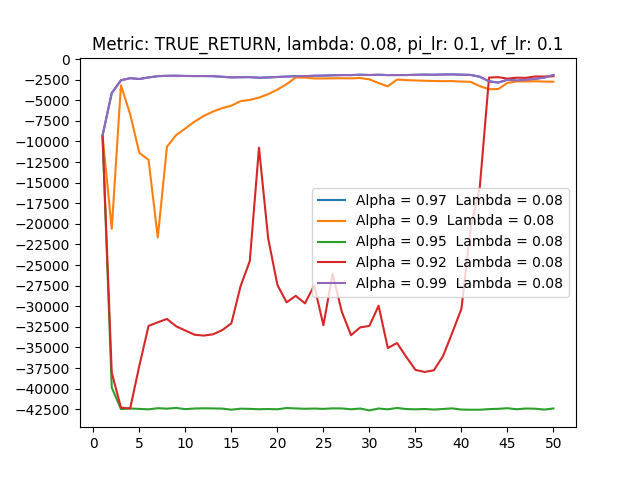 Metric: TRUE_RETURN, lambda: 0.08, pi_lr: 0.1, vf_lr: 0.1
0
−2500
−5000
−7500
−10000
−12500
−15000
−17500
−20000
−22500
−25000
−27500
−30000
−32500
−35000
−37500
−40000
−42500
Alpha = 0.97  Lambda = 0.08
Alpha = 0.9  Lambda = 0.08
Alpha = 0.95  Lambda = 0.08
Alpha = 0.92  Lambda = 0.08
Alpha = 0.99  Lambda = 0.08
0 5 10 15 20 25 30 35 40 45 50